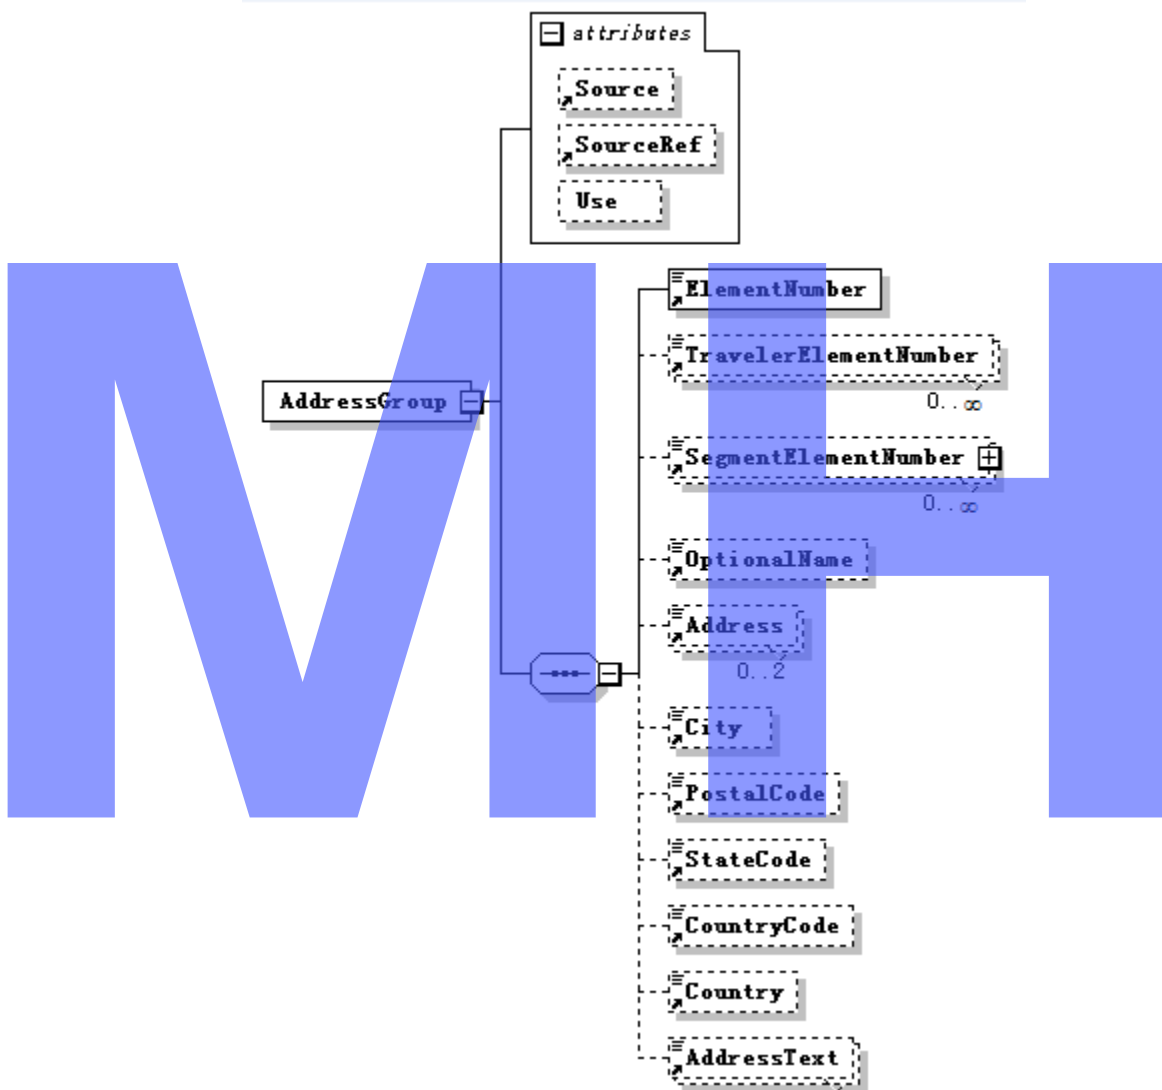 attributes
Source
SourceRef
Use
ElementNumber
TravelerElementNumber
0..∞
AddressGroup
SegmentElementNumber
0..∞
OptionalName
Address
0..2
City
PostalCode
StateCode
CountryCode
Country
AddressText
MH